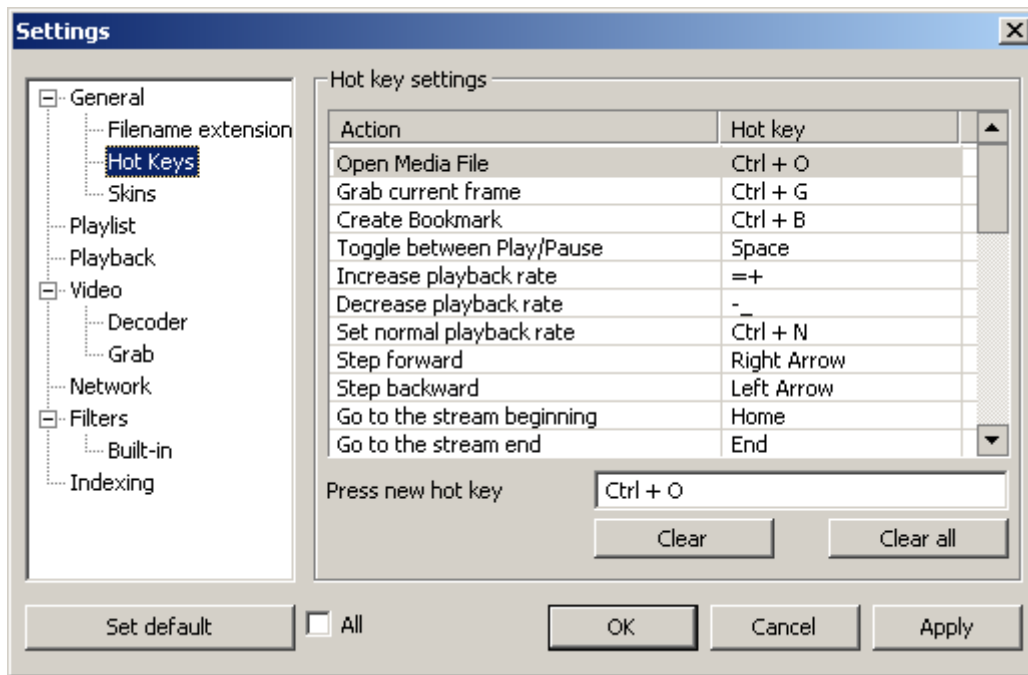 Settings
General
Filename extension
Hot Keys
Skins
Playlist
Playback
Video
Decoder
Grab
Network
Filters
Built-in
Indexing
Hot key settings
Action Hot key
Open Media File Ctrl + O
Grab current frame Ctrl + G
Create Bookmark Ctrl + B
Toggle between Play/Pause Space
Increase playback rate =+
Decrease playback rate -_
Set normal playback rate Ctrl + N
Step forward Right Arrow
Step backward Left Arrow
Go to the stream beginning Home
Go to the stream end End
Press new hot key Ctrl + O
Clear Clear all
Set default All OK Cancel Apply